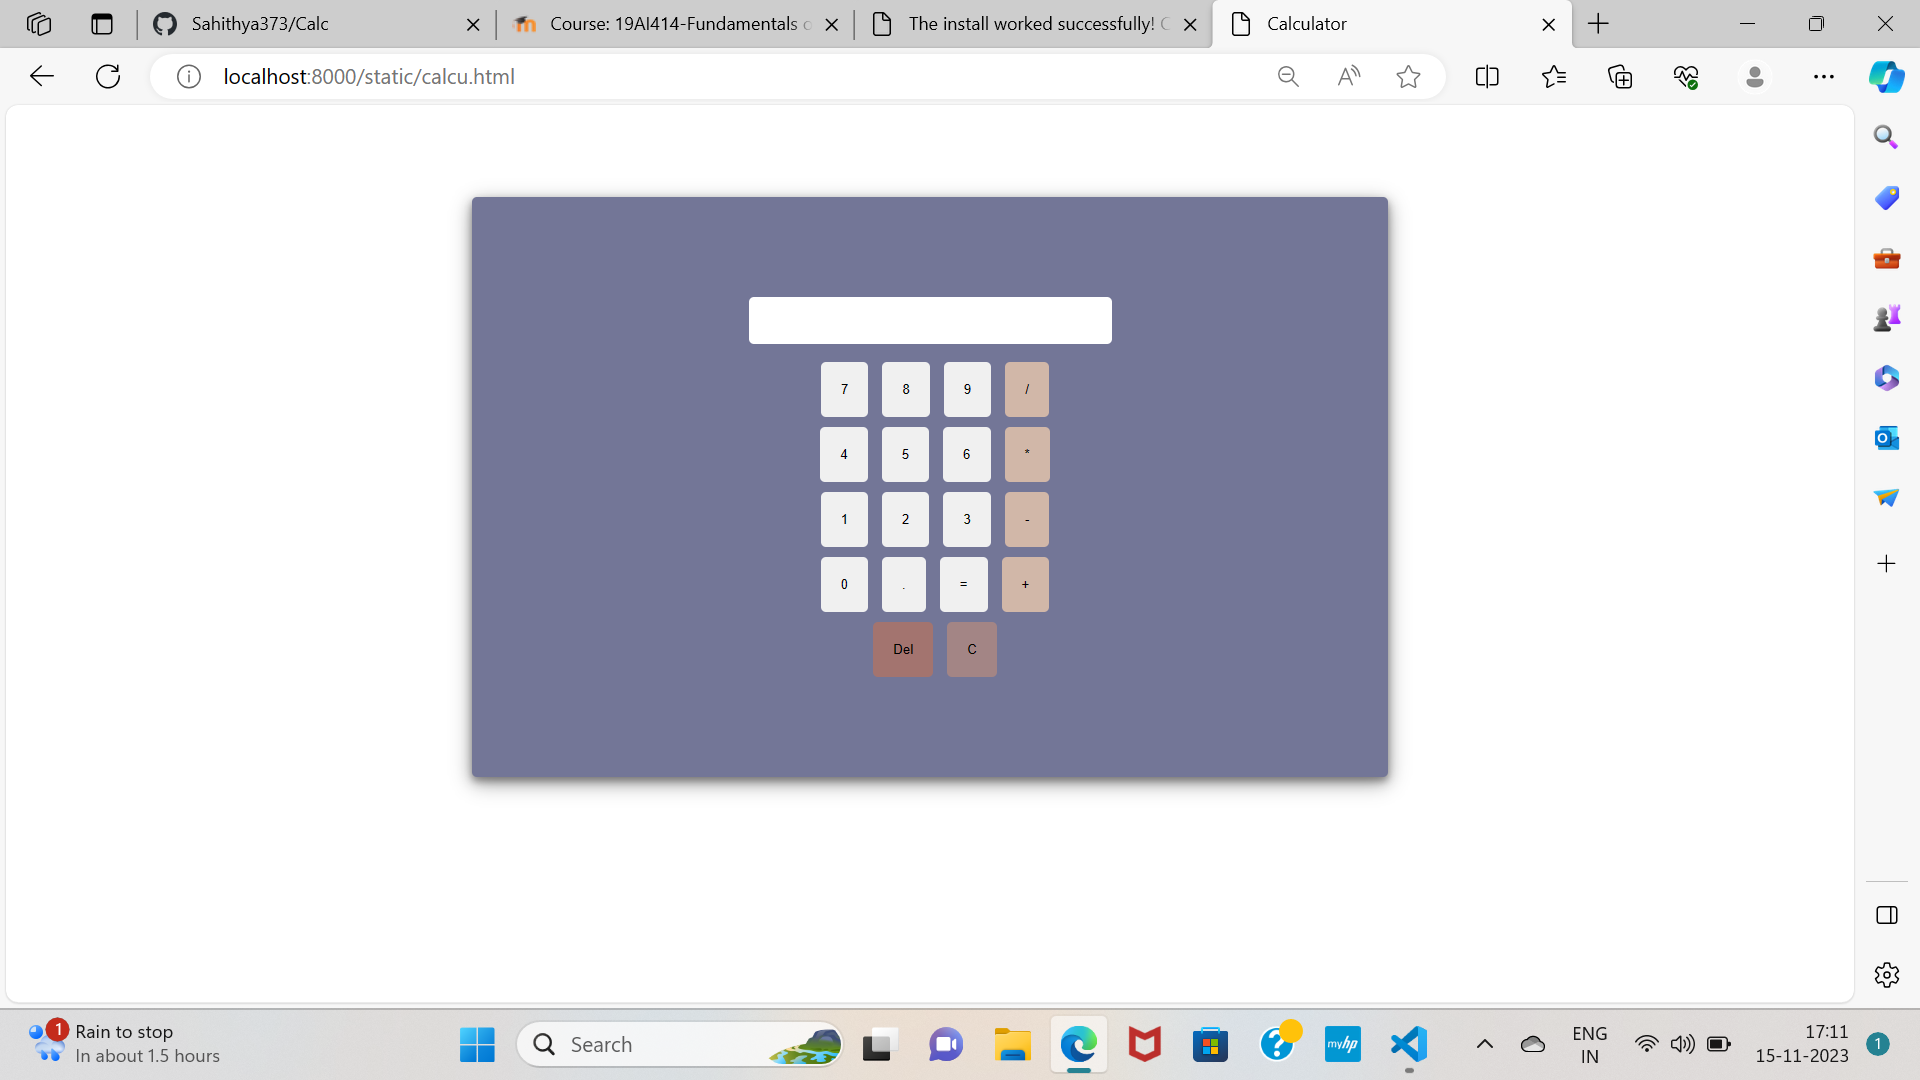 Sahithya373/Calc
Course: 19AI414-Fundamentals o
The install worked successfully! C
Calculator
localhost:8000/static/calcu.html
7 8 9 /
4 5 6 *
1 2 3 -
0 . = +
Del C
1
Rain to stop
In about 1.5 hours
Search
myhp
ENG
IN
17:11
15-11-2023
1